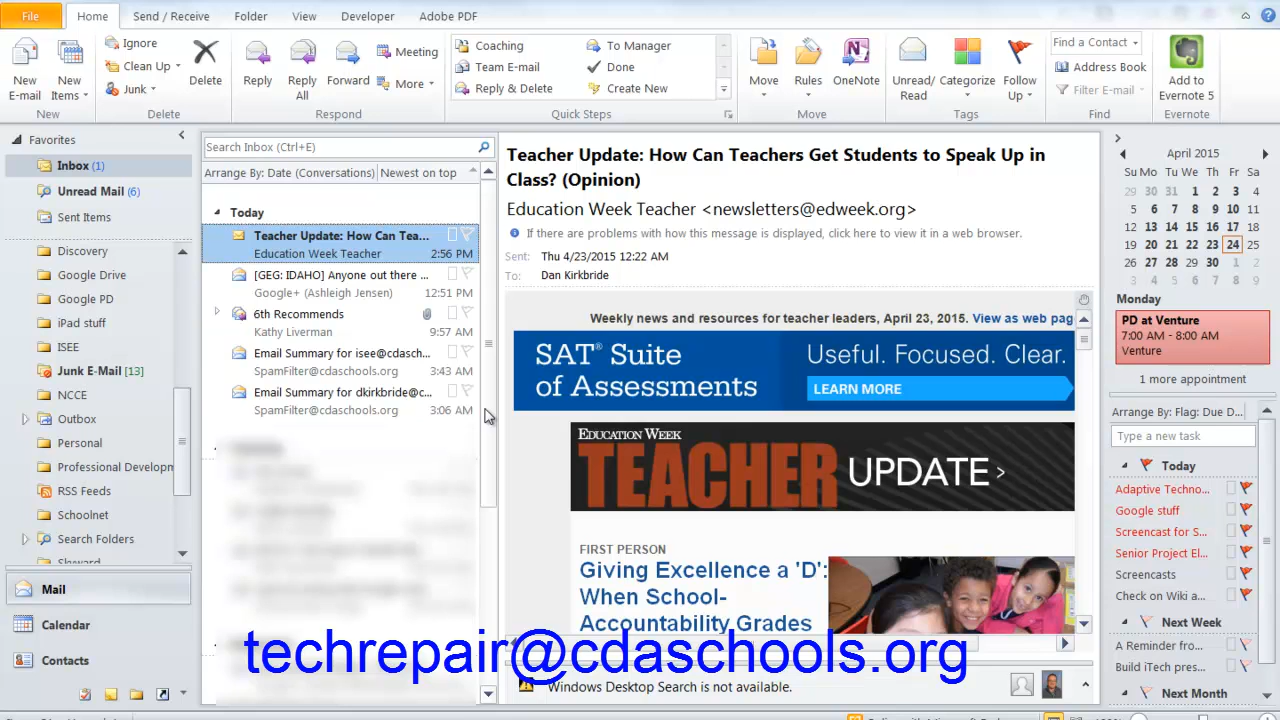 File Home Send / Receive Folder View Developer Adobe PDF
New E-mail
New Items
Ignore
Clean Up
Junk
Delete
Reply
Reply All
Forward
Meeting
More
Coaching
Team E-mail
Reply & Delete
To Manager
Done
Create New
Move
Rules
OneNote
Unread/ Read
Categorize
Follow Up
Find a Contact
Address Book
Filter E-mail
Add to Evernote 5
New Delete Respond Quick Steps Move Tags Find Evernote
Favorites
Inbox (1)
Unread Mail (6)
Sent Items
Discovery
Google Drive
Google PD
iPad stuff
ISEE
Junk E-Mail [13]
NCCE
Outbox
Personal
Professional Developm
RSS Feeds
Schoolnet
Search Folders
Mail
Calendar
Contacts
Search Inbox (Ctrl+E)
Arrange By: Date (Conversations) Newest on top
Today
Teacher Update: How Can Tea...
Education Week Teacher 2:56 PM
[GEG: IDAHO] Anyone out there ...
Google+ (Ashleigh Jensen) 12:51 PM
6th Recommends
Kathy Liverman 9:57 AM
Email Summary for isee@cdasch...
SpamFilter@cdaschools.org 3:43 AM
Email Summary for dkirkbride@c...
SpamFilter@cdaschools.org 3:06 AM
Teacher Update: How Can Teachers Get Students to Speak Up in
Class? (Opinion)
Education Week Teacher <newsletters@edweek.org>
If there are problems with how this message is displayed, click here to view it in a web browser.
Sent: Thu 4/23/2015 12:22 AM
To: Dan Kirkbride
Weekly news and resources for teacher leaders, April 23, 2015. View as web pag
SAT® Suite
of Assessments
Useful. Focused. Clear.
LEARN MORE
EDUCATION WEEK
TEACHER UPDATE >
FIRST PERSON
Giving Excellence a 'D':
When School-
Accountability Grades
techrepair@cdaschools.org
Windows Desktop Search is not available.
April 2015
Su Mo Tu We Th Fr Sa
29 30 31 1 2 3 4
5 6 7 8 9 10 11
12 13 14 15 16 17 18
19 20 21 22 23 24 25
26 27 28 29 30 1 2
3 4 5 6 7 8 9
Monday
PD at Venture
7:00 AM - 8:00 AM
Venture
1 more appointment
Arrange By: Flag: Due D...
Type a new task
Today
Adaptive Techno...
Google stuff
Screencast for S...
Senior Project El...
Screencasts
Check on Wiki a...
Next Week
A Reminder fro...
Build iTech pres...
Next Month